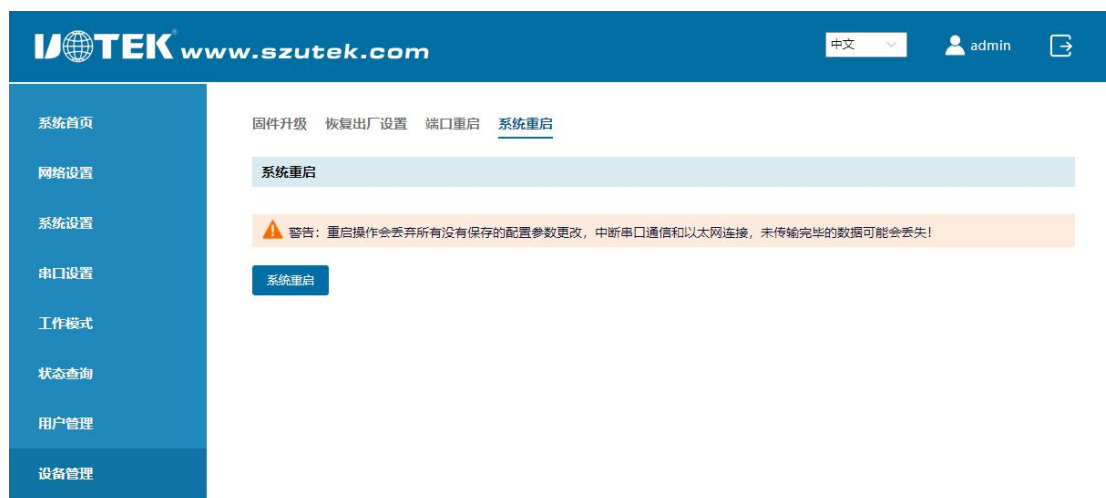 UTEK® www.szutek.com
中文
admin
系统首页
网络设置
系统设置
串口设置
工作模式
状态查询
用户管理
设备管理
固件升级 恢复出厂设置 端口重启 系统重启
系统重启
警告：重启操作会丢弃所有没有保存的配置参数更改，中断串口通信和以太网连接，未传输完毕的数据可能会丢失！
系统重启